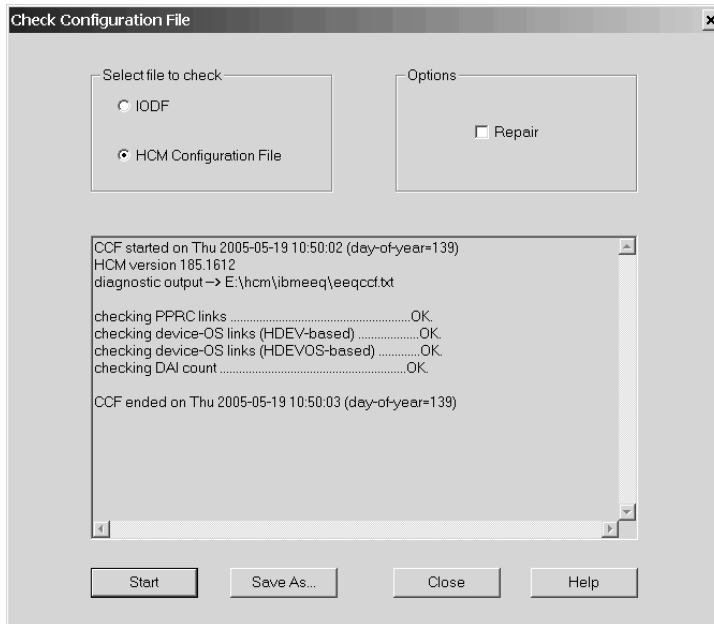 Check Configuration File
Select file to check
IODF
HCM Configuration File
Options
Repair
CCF started on Thu 2005-05-19 10:50:02 (day-of-year=139)
HCM version 185.1612
diagnostic output --> E:\hcm\ibmeeq\eeqccf.txt
checking PPRC links ......................................................OK.
checking device-OS links (HDEV-based) ..................OK.
checking device-OS links (HDEVOS-based) ............OK.
checking DAI count ........................................................OK.
CCF ended on Thu 2005-05-19 10:50:03 (day-of-year=139)
Start
Save As...
Close
Help